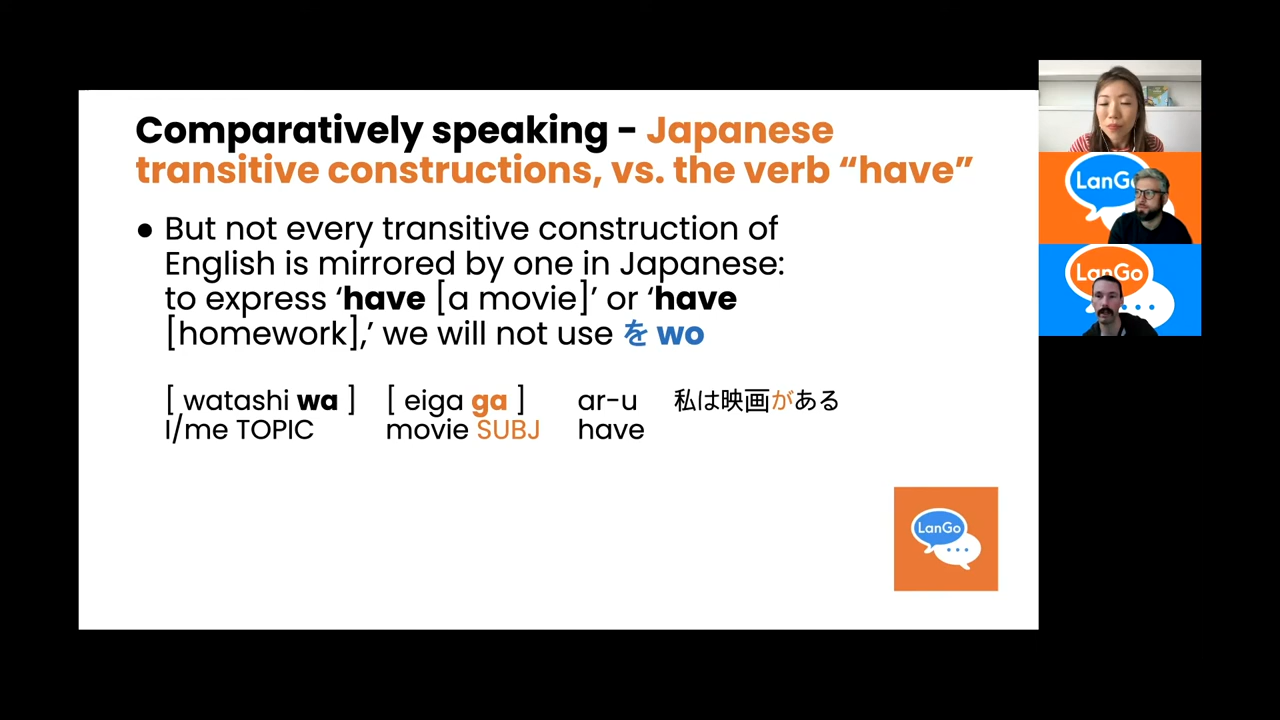 Comparatively speaking - Japanese
transitive constructions, vs. the verb “have”
● But not every transitive construction of
English is mirrored by one in Japanese:
to express ‘have [a movie]’ or ‘have
[homework],’ we will not use を wo
[ watashi wa ] [ eiga ga ] ar-u 私は映画がある
I/me TOPIC movie SUBJ have
LanGo
LanGo
LanGo